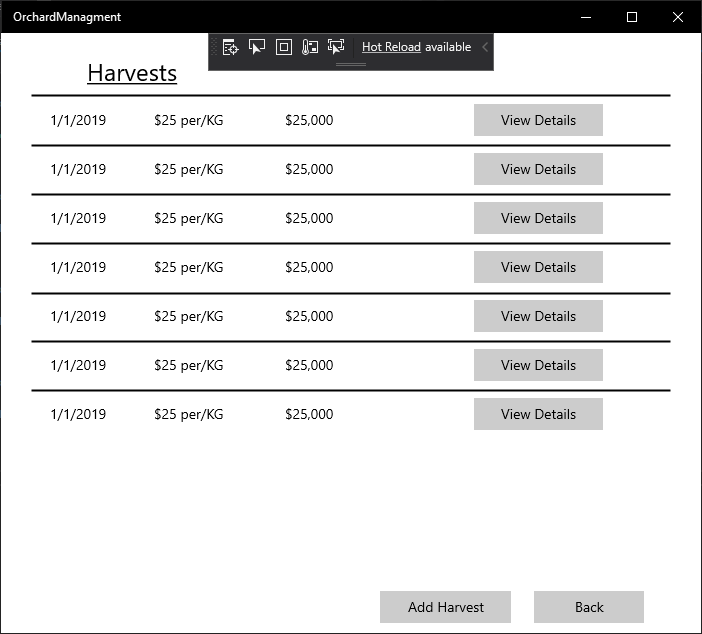 OrchardManagment
Hot Reload available
Harvests
1/1/2019 $25 per/KG $25,000 View Details
1/1/2019 $25 per/KG $25,000 View Details
1/1/2019 $25 per/KG $25,000 View Details
1/1/2019 $25 per/KG $25,000 View Details
1/1/2019 $25 per/KG $25,000 View Details
1/1/2019 $25 per/KG $25,000 View Details
1/1/2019 $25 per/KG $25,000 View Details
Add Harvest Back